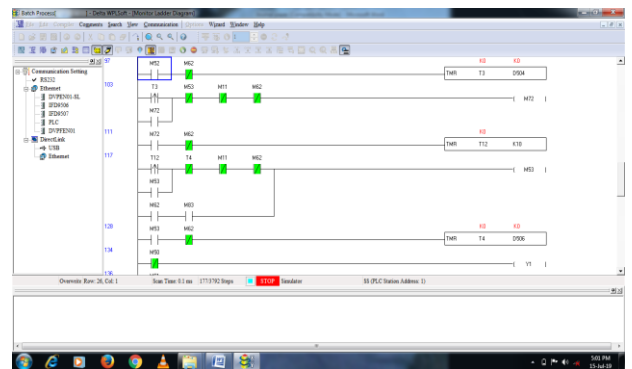 Batch Process - Delta WPLSoft - [Monitor Ladder Diagram]
File Edit Compiler Comments Search View Communication Options Wizard Window Help
Communication Setting
RS232
Ethernet
DVPEN01-SL
IFD9506
IFD9507
PLC
DVPFEN01
DirectLink
USB
Ethernet
97 M52 M62 K0 K0
TMR T3 D904
103 T3 M53 M11 M62
M72
M72
111 M72 M62 K0
TMR T12 K10
117 T12 T4 M11 M62
M53
M53
M62 M83
128 M53 M62 K0 K0
TMR T4 D906
134 M50
Y1
136
Overwrite Row: 26, Col: 1 Scan Time: 0.1 ms 177/3792 Steps STOP Simulator (PLC Station Address: 1)
5:01 PM
15-Jul-19